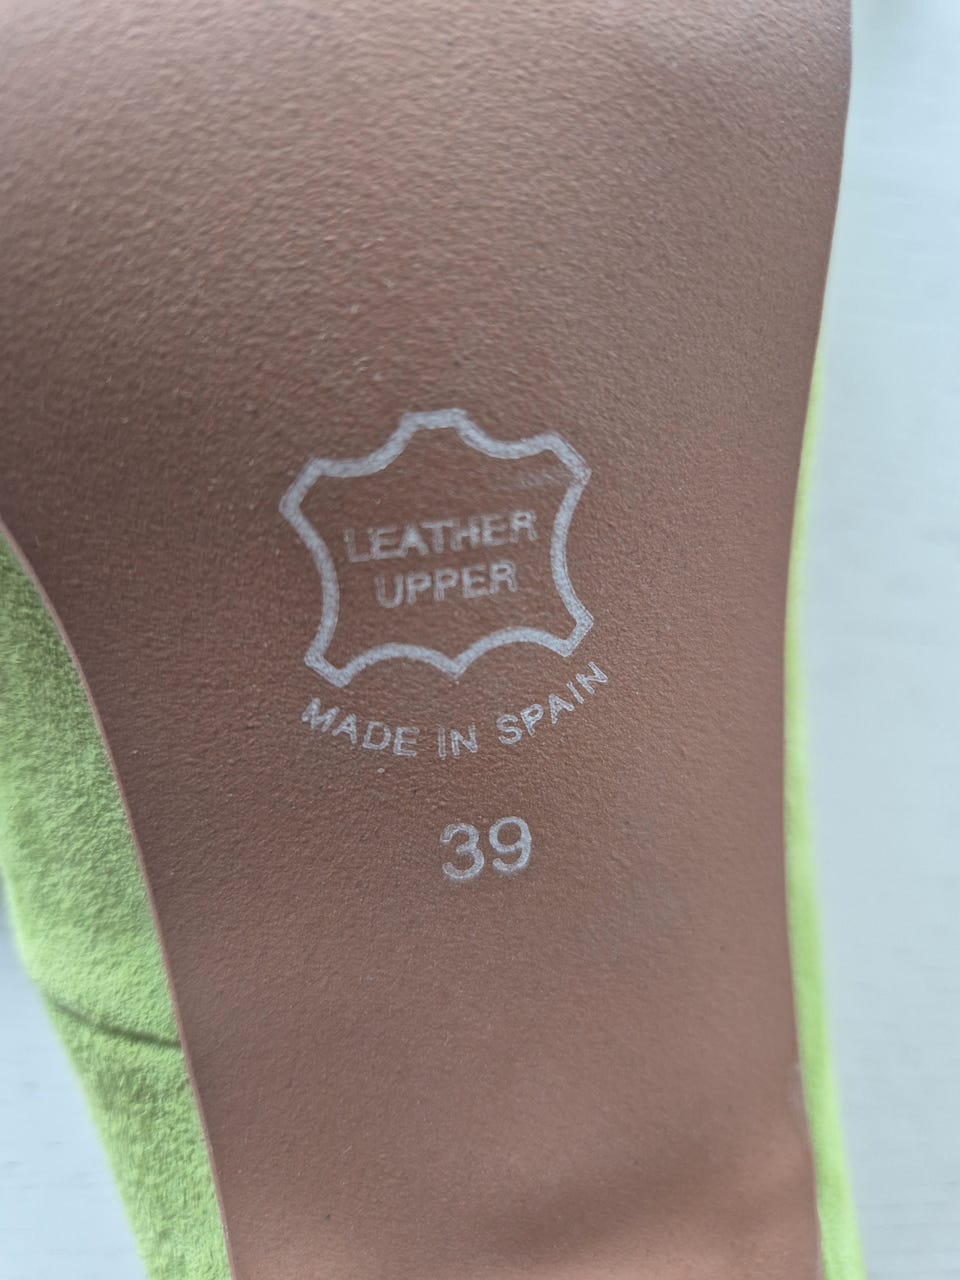 LEATHER
UPPER
MADE IN SPAIN
39